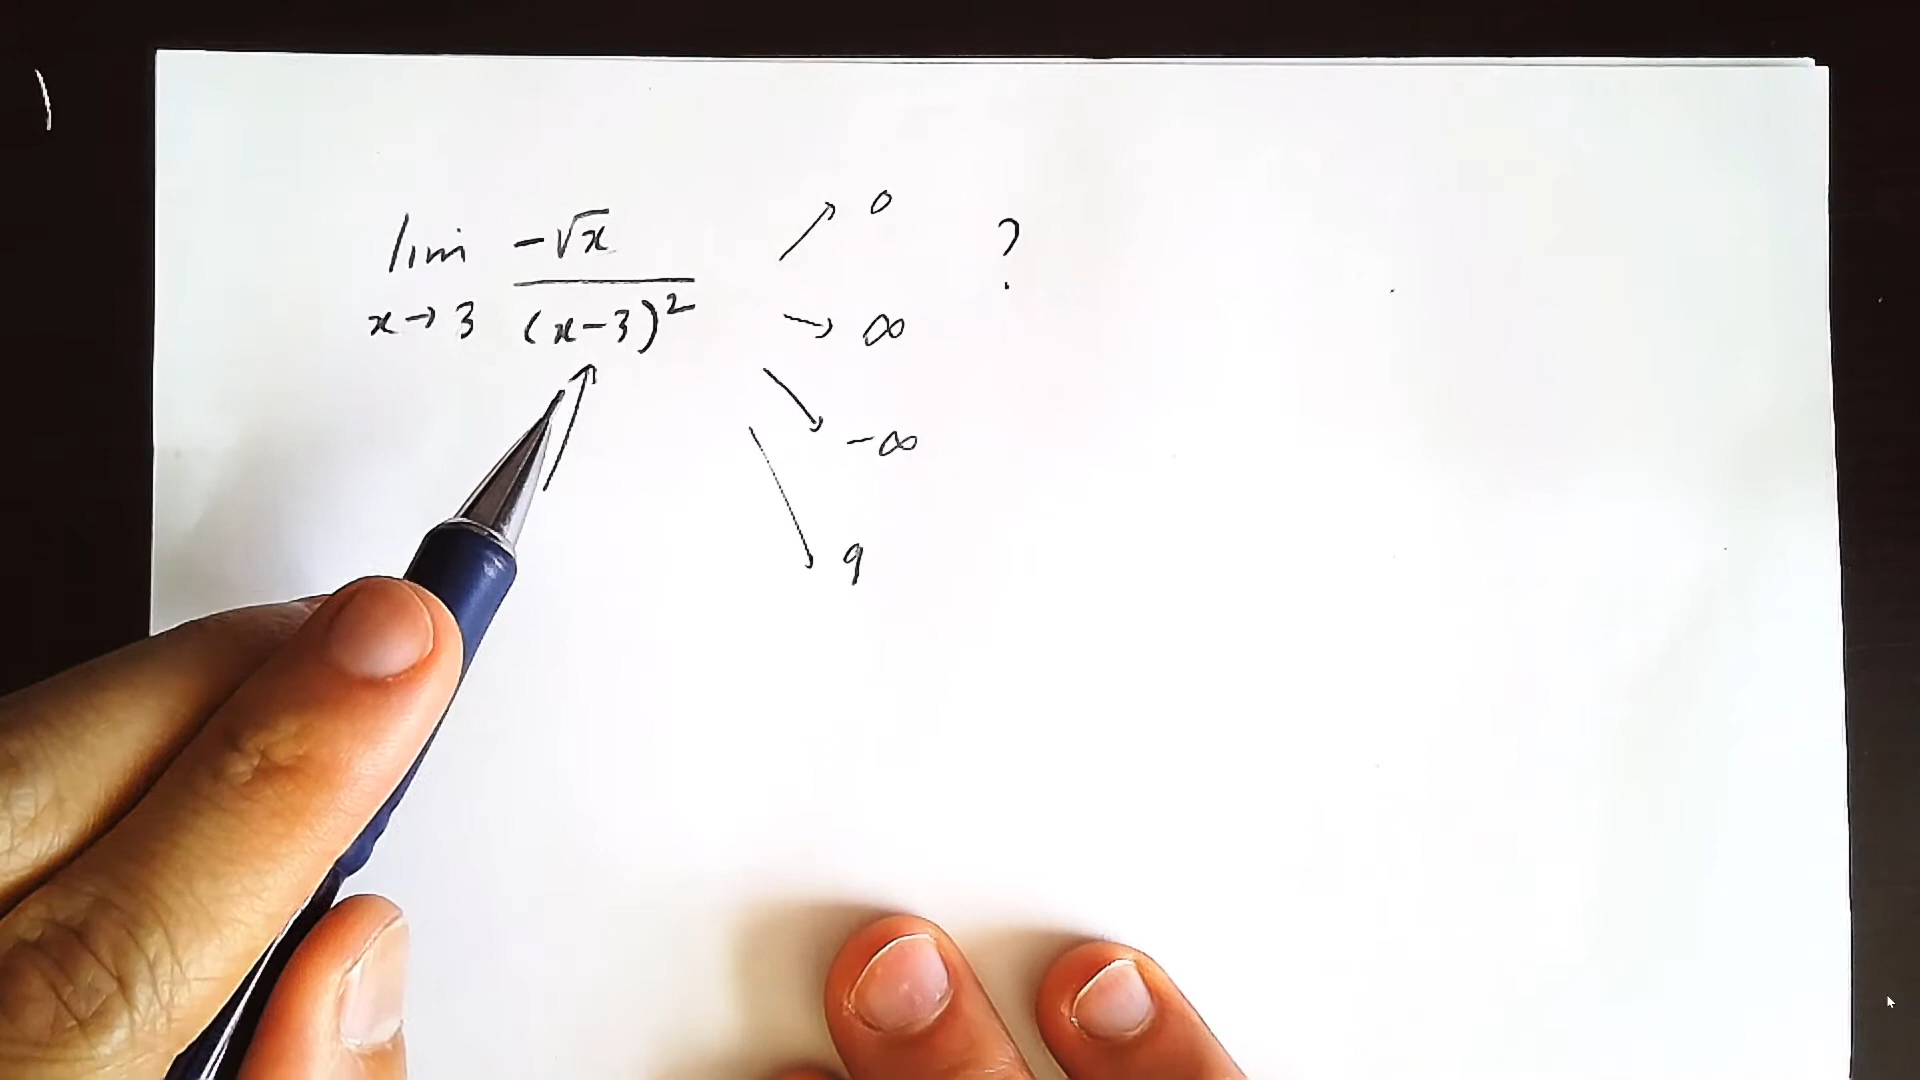 lim -√x
x→3 (x-3)²
0
?
∞
-∞
9